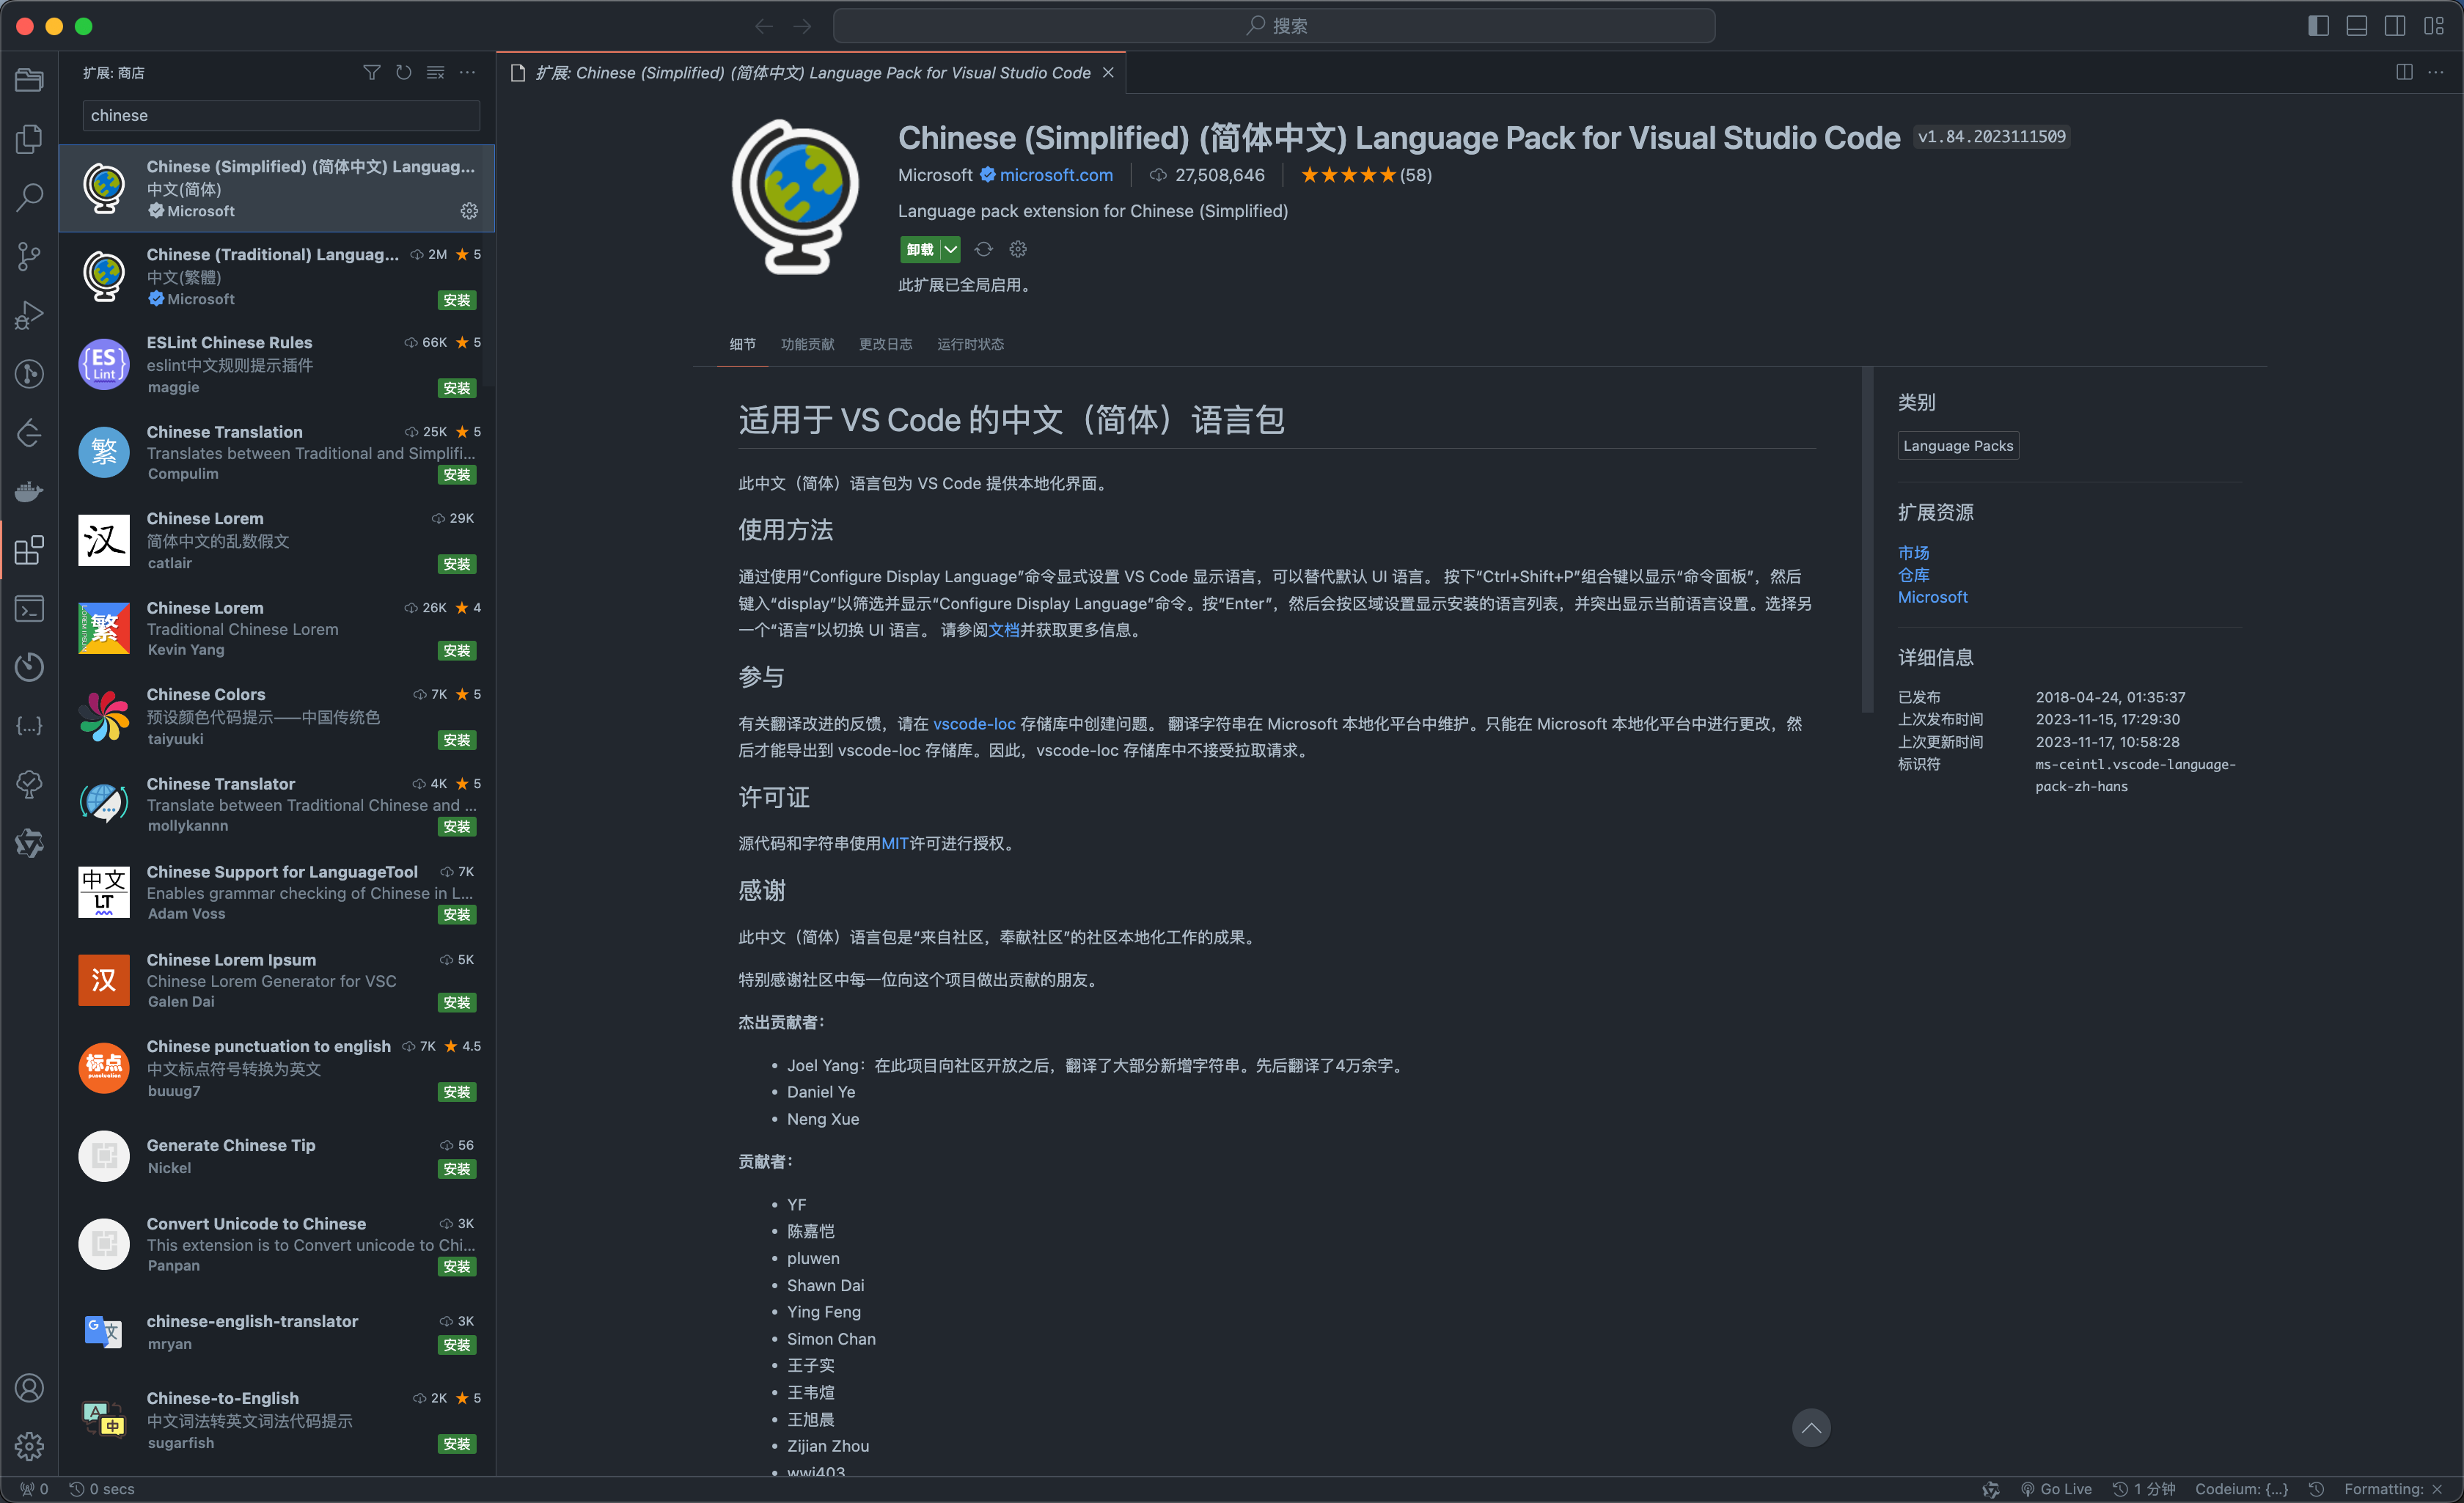 搜索
扩展: 商店
chinese
Chinese (Simplified) (简体中文) Languag...
中文(简体)
Microsoft
Chinese (Traditional) Languag... 2M ★ 5
中文(繁體)
Microsoft 安装
ESLint Chinese Rules 66K ★ 5
eslint中文规则提示插件
maggie 安装
Chinese Translation 25K ★ 5
Translates between Traditional and Simplifi...
Compulim 安装
Chinese Lorem 29K
简体中文的乱数假文
catlair 安装
Chinese Lorem 26K ★ 4
Traditional Chinese Lorem
Kevin Yang 安装
Chinese Colors 7K ★ 5
预设颜色代码提示——中国传统色
taiyuuki 安装
Chinese Translator 4K ★ 5
Translate between Traditional Chinese and ...
mollykannn 安装
Chinese Support for LanguageTool 7K
Enables grammar checking of Chinese in L...
Adam Voss 安装
Chinese Lorem Ipsum 5K
Chinese Lorem Generator for VSC
Galen Dai 安装
Chinese punctuation to english 7K ★ 4.5
中文标点符号转换为英文
buuug7 安装
Generate Chinese Tip 56
Nickel 安装
Convert Unicode to Chinese 3K
This extension is to Convert unicode to Chi...
Panpan 安装
chinese-english-translator 3K
mryan 安装
Chinese-to-English 2K ★ 5
中文词法转英文词法代码提示
sugarfish 安装
{ES}
Lint
繁
汉
繁
中文
LT
汉
标点
punctuation
G 文
A 中
扩展: Chinese (Simplified) (简体中文) Language Pack for Visual Studio Code
Chinese (Simplified) (简体中文) Language Pack for Visual Studio Code v1.84.2023111509
Microsoft microsoft.com 27,508,646 ★★★★★(58)
Language pack extension for Chinese (Simplified)
卸载
此扩展已全局启用。
细节 功能贡献 更改日志 运行时状态
适用于 VS Code 的中文（简体）语言包
此中文（简体）语言包为 VS Code 提供本地化界面。
使用方法
通过使用“Configure Display Language”命令显式设置 VS Code 显示语言，可以替代默认 UI 语言。 按下“Ctrl+Shift+P”组合键以显示“命令面板”，然后
键入“display”以筛选并显示“Configure Display Language”命令。按“Enter”，然后会按区域设置显示安装的语言列表，并突出显示当前语言设置。选择另
一个“语言”以切换 UI 语言。 请参阅文档并获取更多信息。
参与
有关翻译改进的反馈，请在 vscode-loc 存储库中创建问题。 翻译字符串在 Microsoft 本地化平台中维护。只能在 Microsoft 本地化平台中进行更改，然
后才能导出到 vscode-loc 存储库。因此，vscode-loc 存储库中不接受拉取请求。
许可证
源代码和字符串使用MIT许可进行授权。
感谢
此中文（简体）语言包是“来自社区，奉献社区”的社区本地化工作的成果。
特别感谢社区中每一位向这个项目做出贡献的朋友。
杰出贡献者：
• Joel Yang：在此项目向社区开放之后，翻译了大部分新增字符串。先后翻译了4万余字。
• Daniel Ye
• Neng Xue
贡献者：
• YF
• 陈嘉恺
• pluwen
• Shawn Dai
• Ying Feng
• Simon Chan
• 王子实
• 王韦煊
• 王旭晨
• Zijian Zhou
• wwj403
类别
Language Packs
扩展资源
市场
仓库
Microsoft
详细信息
已发布 2018-04-24, 01:35:37
上次发布时间 2023-11-15, 17:29:30
上次更新时间 2023-11-17, 10:58:28
标识符 ms-ceintl.vscode-language-
pack-zh-hans
0 0 secs Go Live 1 分钟 Codeium: {...} Formatting: ×